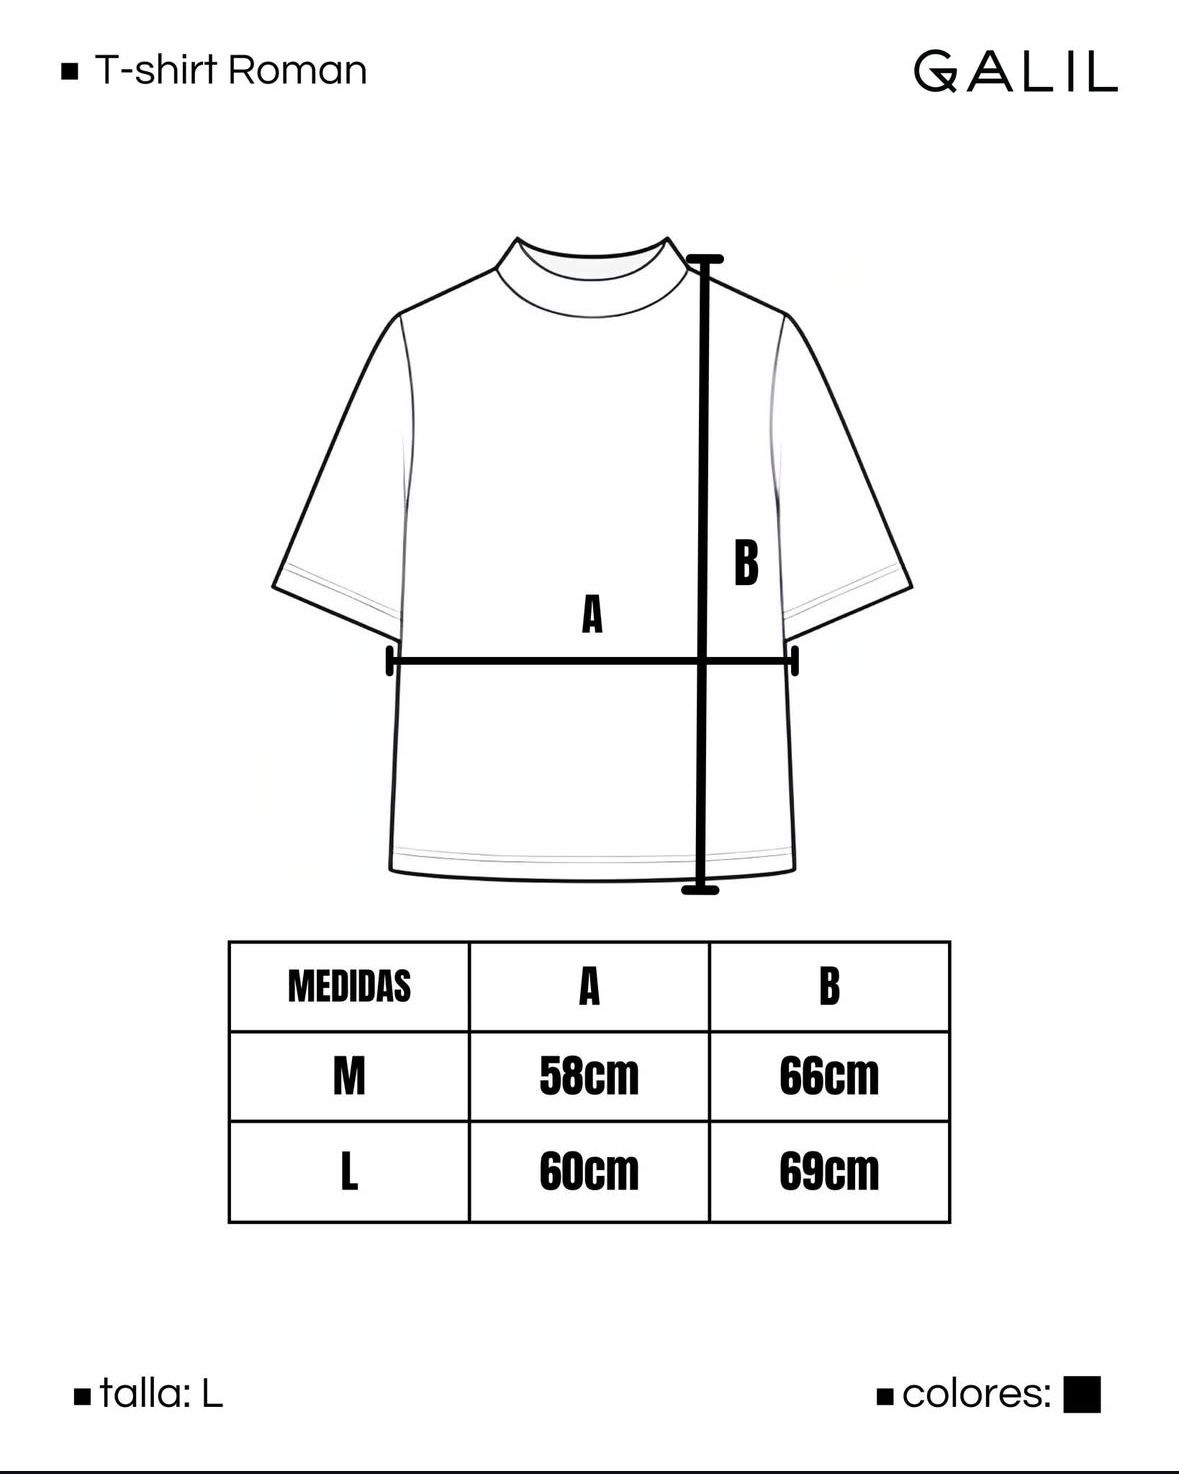 T-shirt Roman
GALIL
B
A
MEDIDAS A B
M 58cm 66cm
L 60cm 69cm
talla: L
colores: